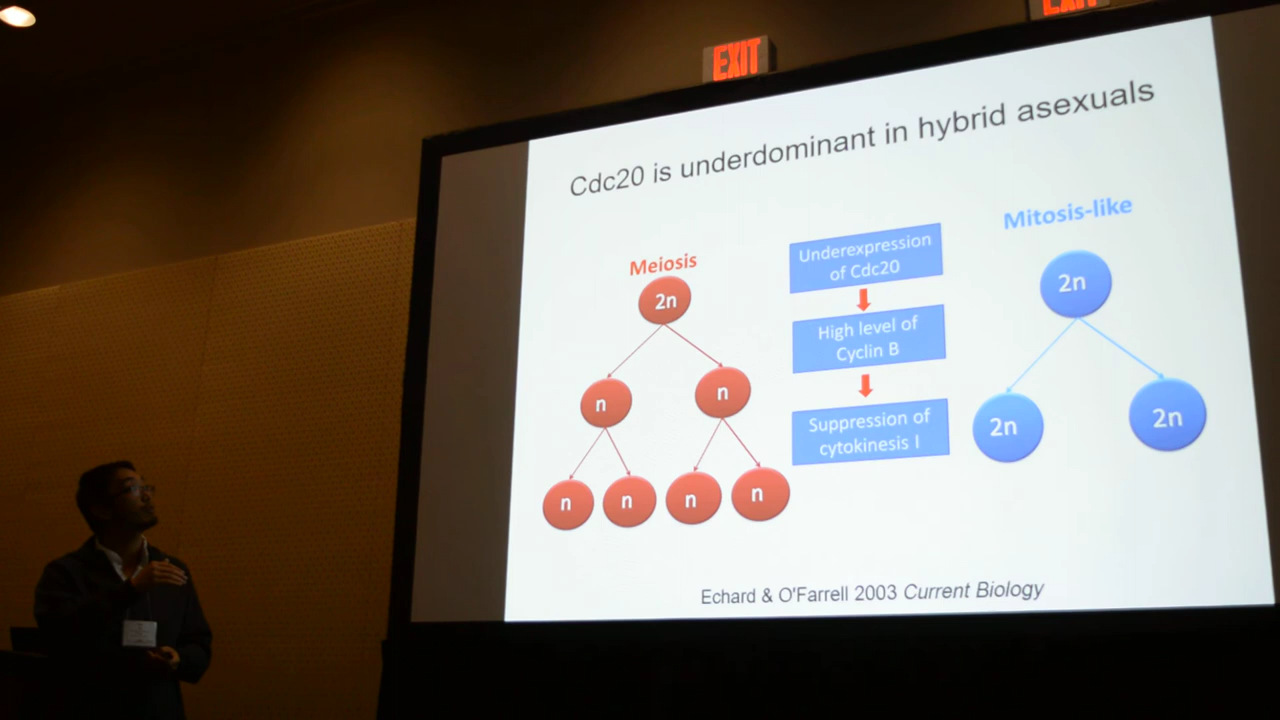 EXIT
EXIT
Cdc20 is underdominant in hybrid asexuals
Meiosis
2n
n
n
n
n
n
n
Underexpression
of Cdc20
High level of
Cyclin B
Suppression of
cytokinesis I
Mitosis-like
2n
2n
2n
Echard & O'Farrell 2003 Current Biology